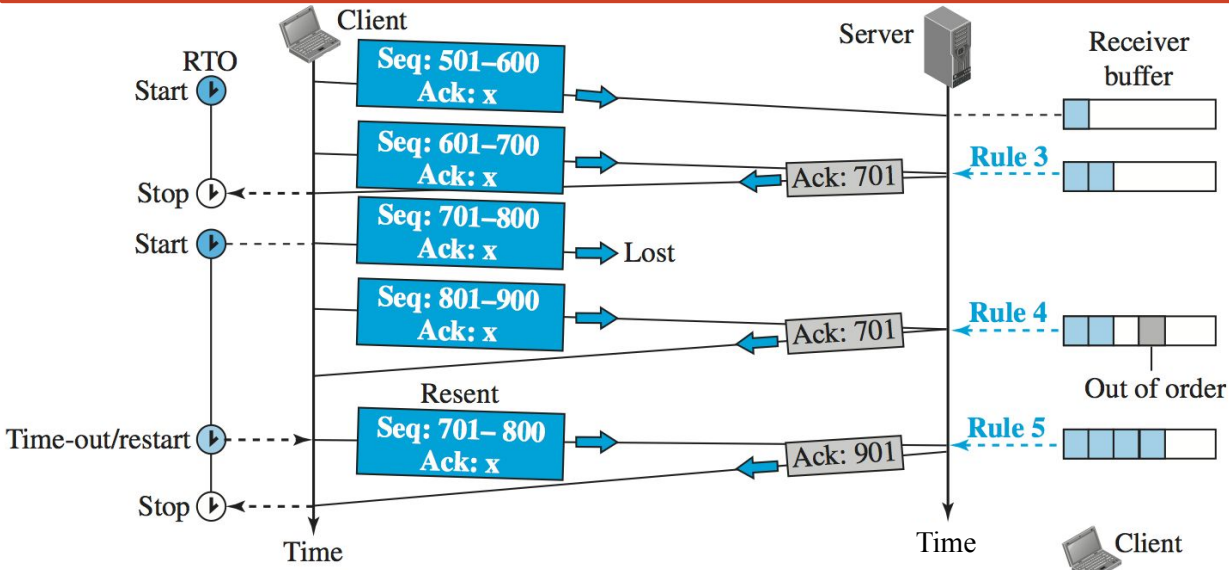 Client
Server
Receiver
buffer
RTO
Start
Seq: 501–600
Ack: x
Seq: 601–700
Ack: x
Rule 3
Ack: 701
Stop
Seq: 701–800
Ack: x
Start
Lost
Seq: 801–900
Ack: x
Rule 4
Ack: 701
Out of order
Resent
Time-out/restart
Seq: 701– 800
Ack: x
Rule 5
Ack: 901
Stop
Time
Time
Client